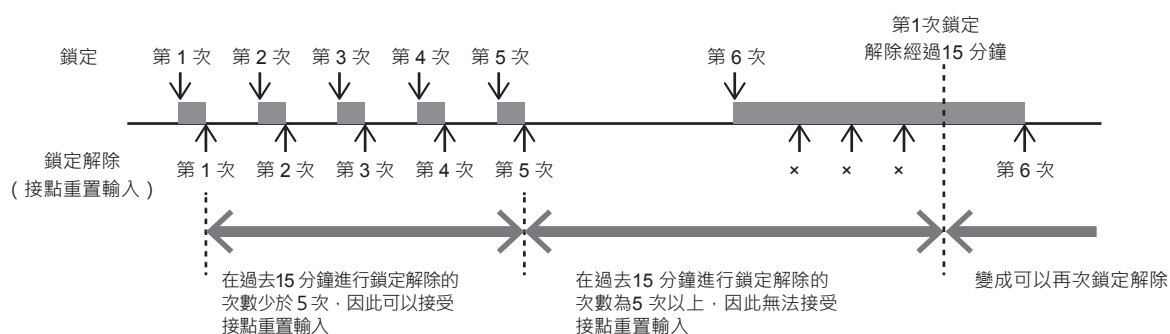 第1次鎖定
解除經過15 分鐘
鎖定
第 1 次
第 2 次
第 3 次
第 4 次
第 5 次
第 6 次
鎖定解除
( 接點重置輸入 )
第 1 次
第 2 次
第 3 次
第 4 次
第 5 次
×
×
×
第 6 次
在過去15 分鐘進行鎖定解除的
次數少於 5 次，因此可以接受
接點重置輸入
在過去15 分鐘進行鎖定解除的
次數為5 次以上，因此無法接受
接點重置輸入
變成可以再次鎖定解除